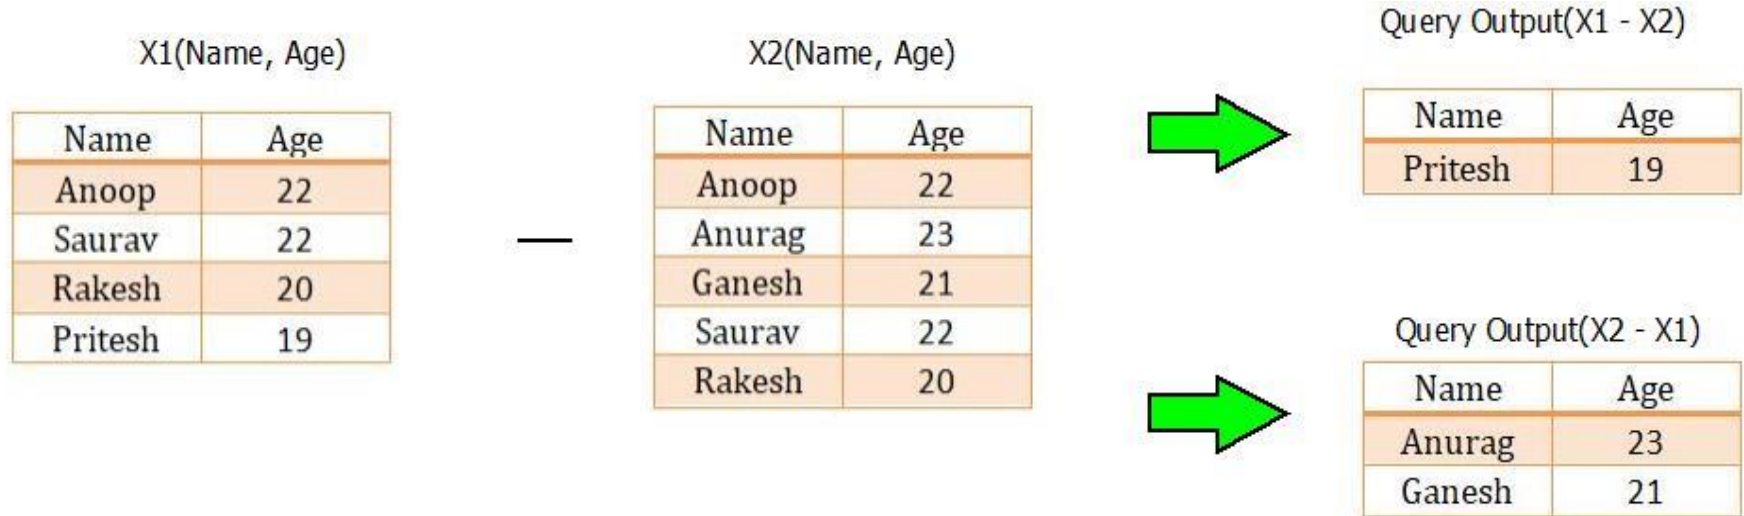 X1(Name, Age)
Name Age
Anoop 22
Saurav 22
Rakesh 20
Pritesh 19
—
X2(Name, Age)
Name Age
Anoop 22
Anurag 23
Ganesh 21
Saurav 22
Rakesh 20
Query Output(X1 - X2)
Name Age
Pritesh 19
Query Output(X2 - X1)
Name Age
Anurag 23
Ganesh 21